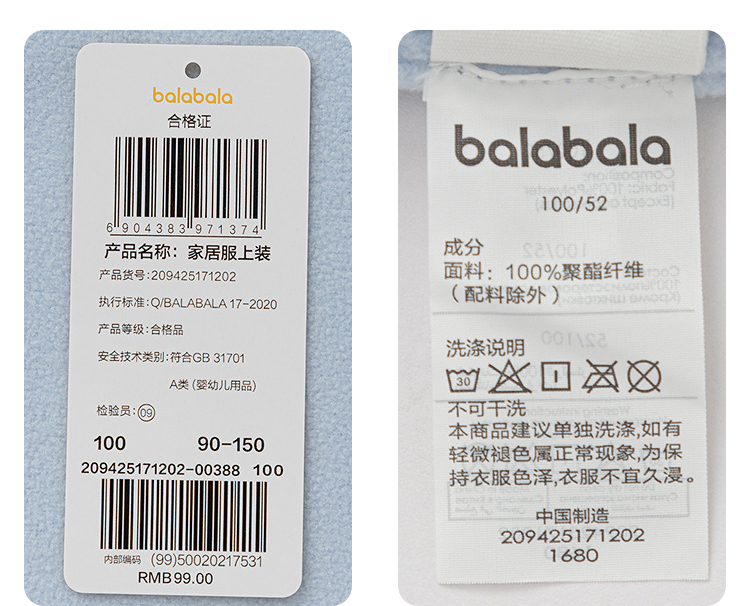 balabala
合格证
6 904383 971374
产品名称：家居服上装
产品货号:209425171202
执行标准:Q/BALABALA 17-2020
产品等级:合格品
安全技术类别:符合GB 31701
A类 (婴幼儿用品)
检验员: 09
100 90-150
209425171202-00388 100
内部编码 (99)50020217531
RMB99.00
balabala
100/52
成分
面料：100%聚酯纤维
（配料除外）
洗涤说明
30
不可干洗
本商品建议单独洗涤,如有
轻微褪色属正常现象,为保
持衣服色泽,衣服不宜久浸。
中国制造
209425171202
1680